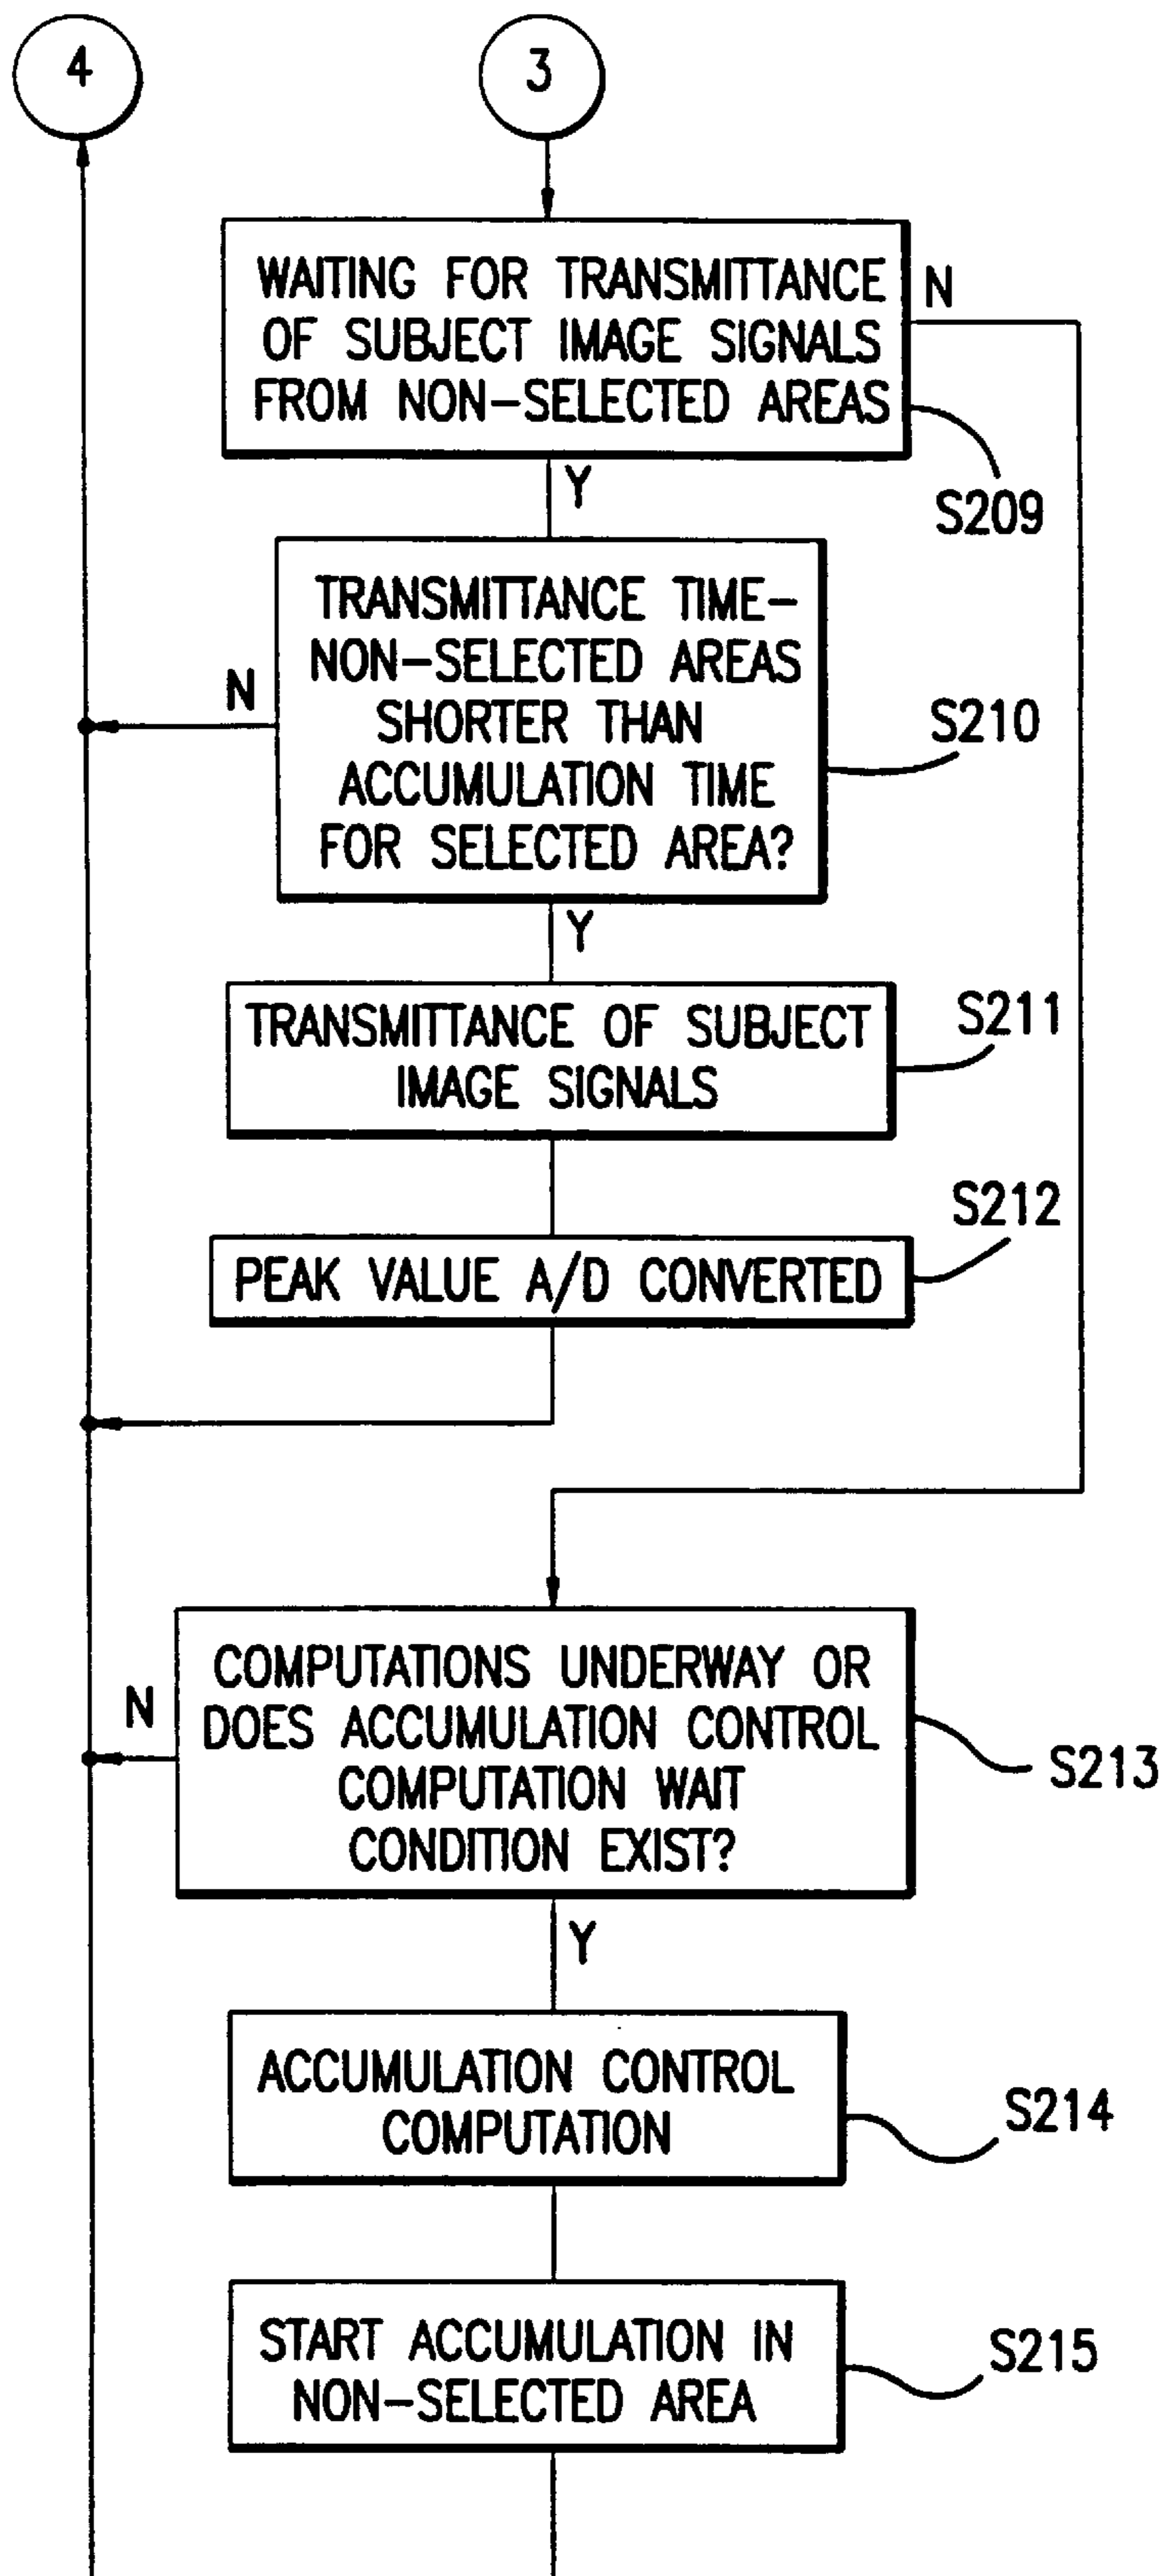 4
3
WAITING FOR TRANSMITTANCE
OF SUBJECT IMAGE SIGNALS
FROM NON-SELECTED AREAS
N
S209
Y
TRANSMITTANCE TIME-
NON-SELECTED AREAS
SHORTER THAN
ACCUMULATION TIME
FOR SELECTED AREA?
N
S210
Y
TRANSMITTANCE OF SUBJECT
IMAGE SIGNALS
S211
PEAK VALUE A/D CONVERTED
S212
COMPUTATIONS UNDERWAY OR
DOES ACCUMULATION CONTROL
COMPUTATION WAIT
CONDITION EXIST?
N
S213
Y
ACCUMULATION CONTROL
COMPUTATION
S214
START ACCUMULATION IN
NON-SELECTED AREA
S215